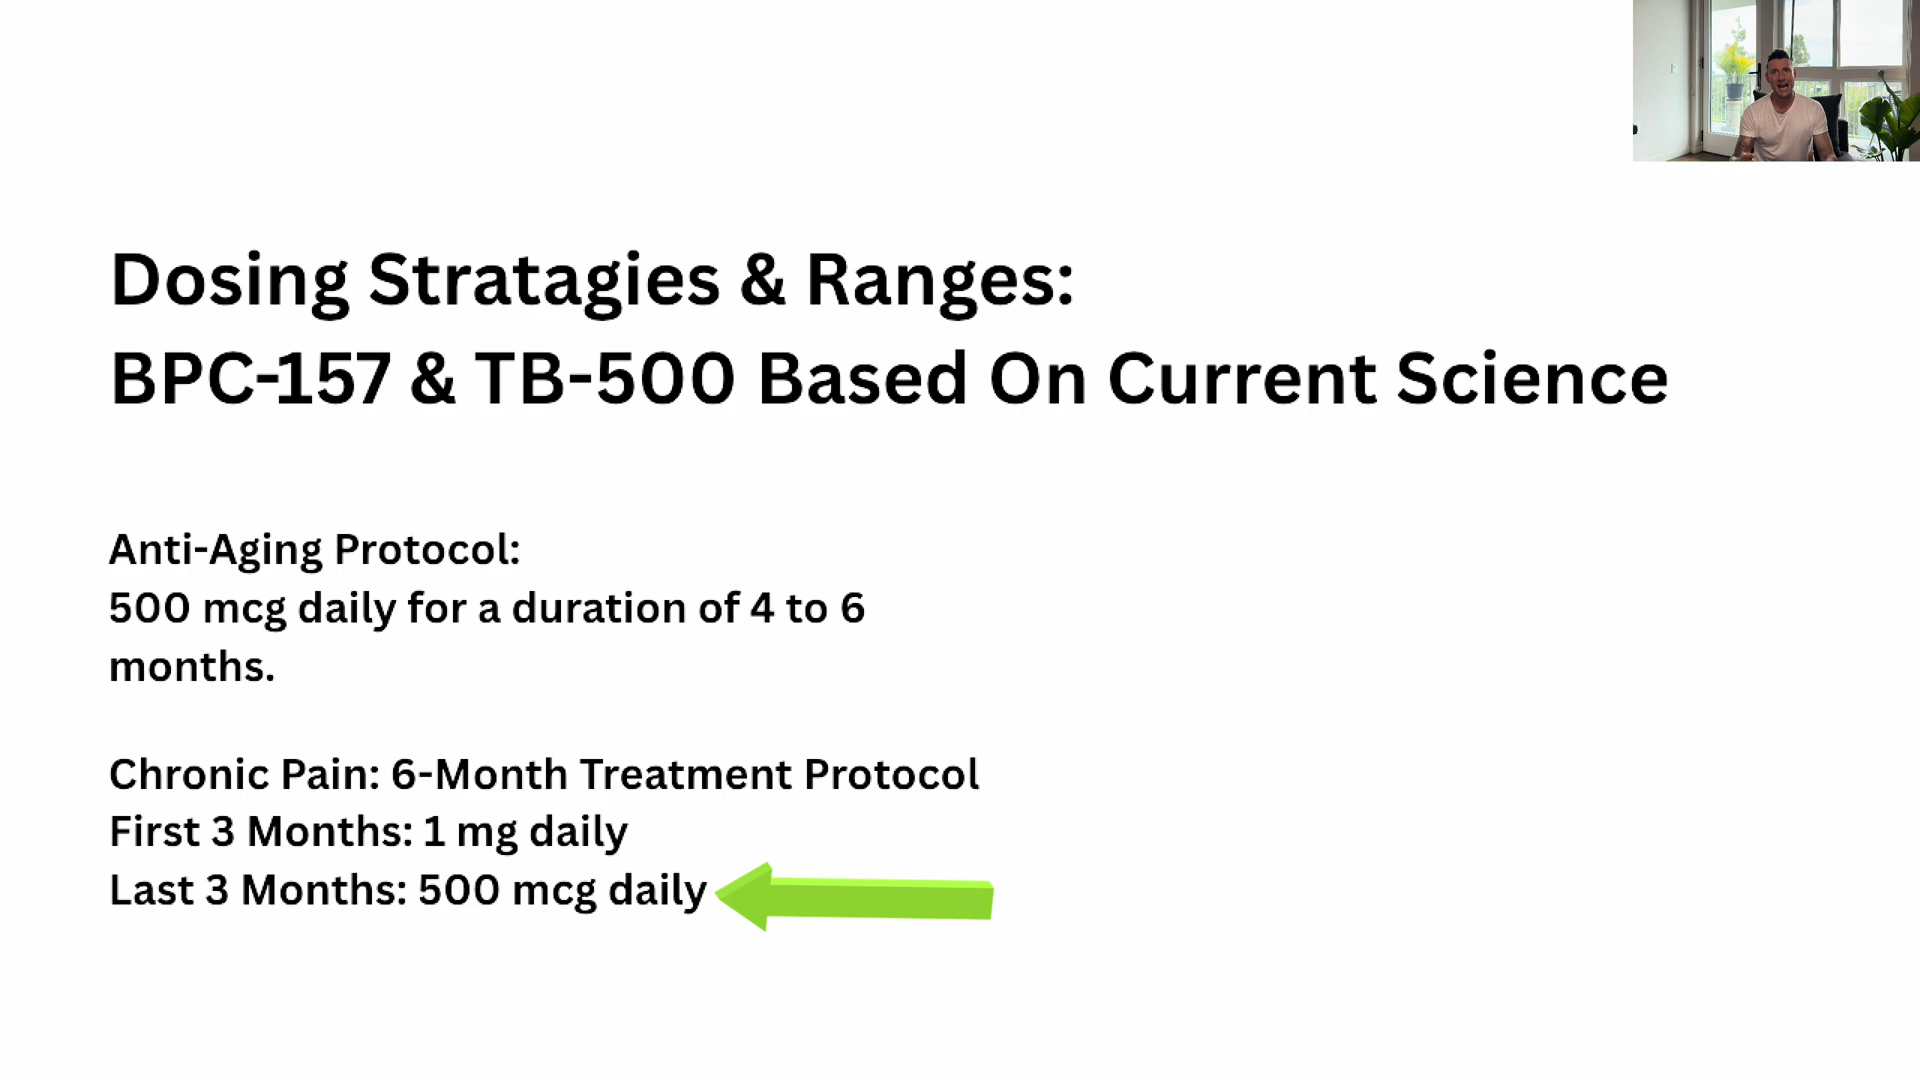 Dosing Stratagies & Ranges:
BPC-157 & TB-500 Based On Current Science
Anti-Aging Protocol:
500 mcg daily for a duration of 4 to 6
months.
Chronic Pain: 6-Month Treatment Protocol
First 3 Months: 1 mg daily
Last 3 Months: 500 mcg daily